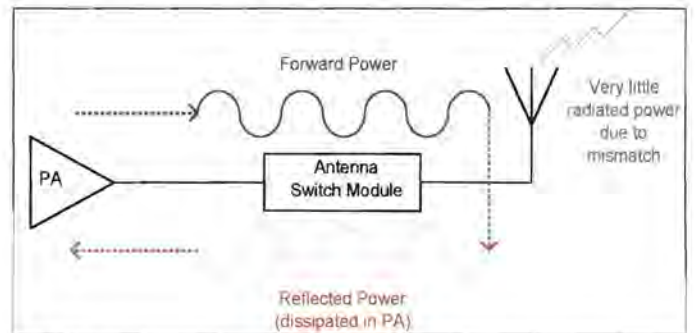 Forward Power
Very little
radiated power
due to
mismatch
PA
Antenna
Switch Module
Reflected Power
(dissipated in PA)